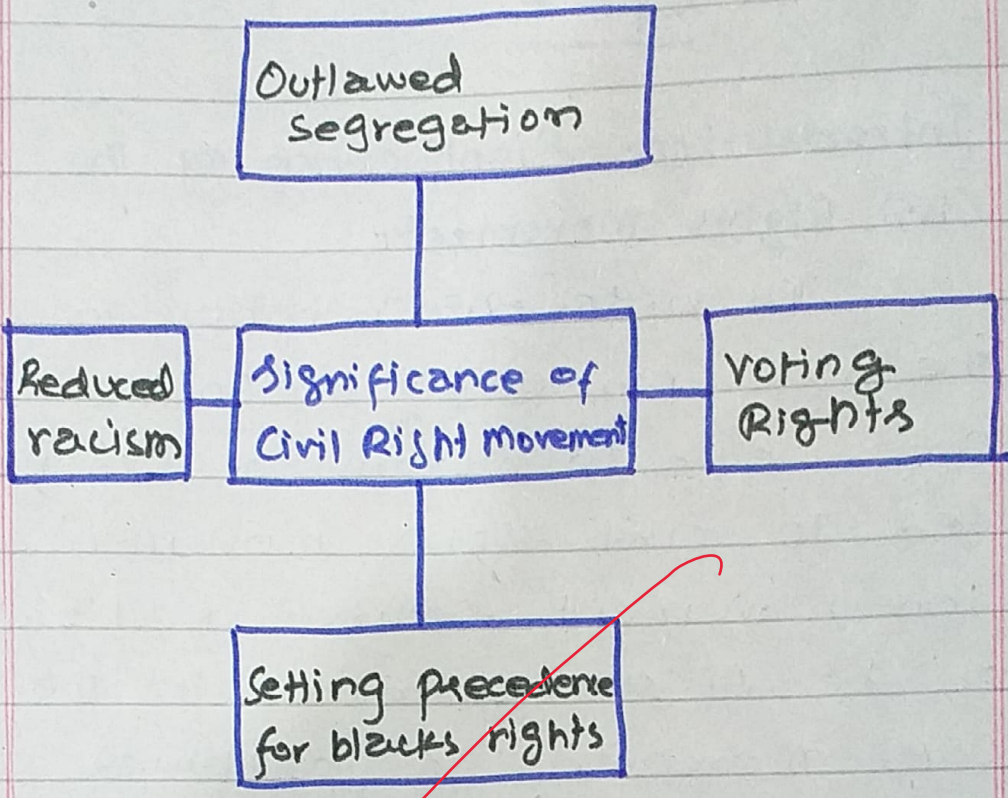 Outlawed
segregation
Reduced
racism
Significance of
Civil Right Movement
Voting
Rights
Setting precedence
for blacks rights